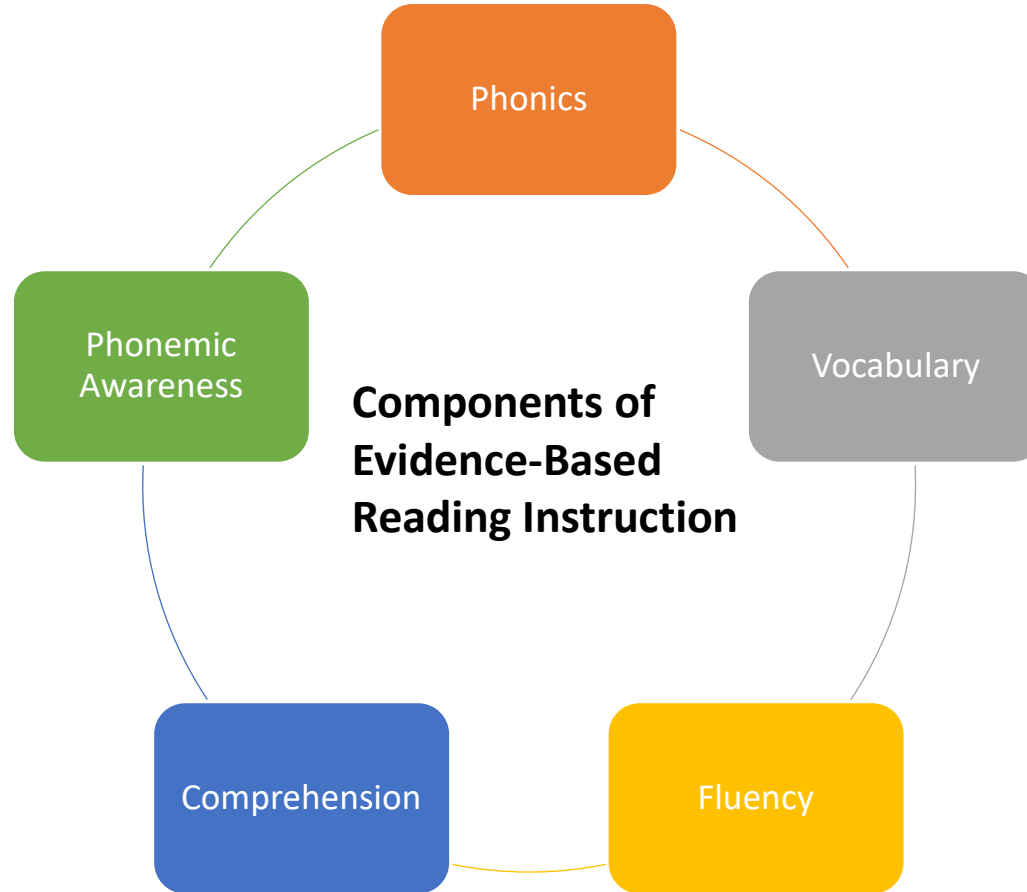 Phonics
Phonemic
Awareness
Vocabulary
Components of
Evidence-Based
Reading Instruction
Comprehension
Fluency